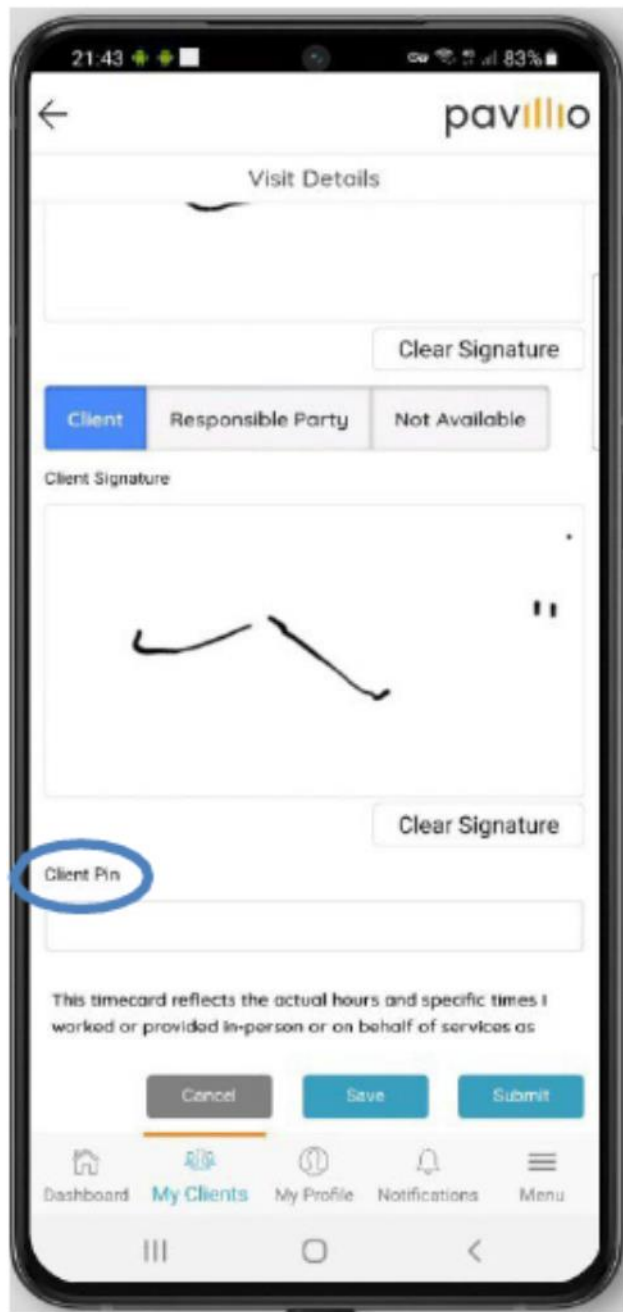 21:43
83%
pavillio
Visit Details
Clear Signature
Client Responsible Party Not Available
Client Signature
Clear Signature
Client Pin
This timecard reflects the actual hours and specific times I
worked or provided in-person or on behalf of services as
Cancel Save Submit
Dashboard My Clients My Profile Notifications Menu